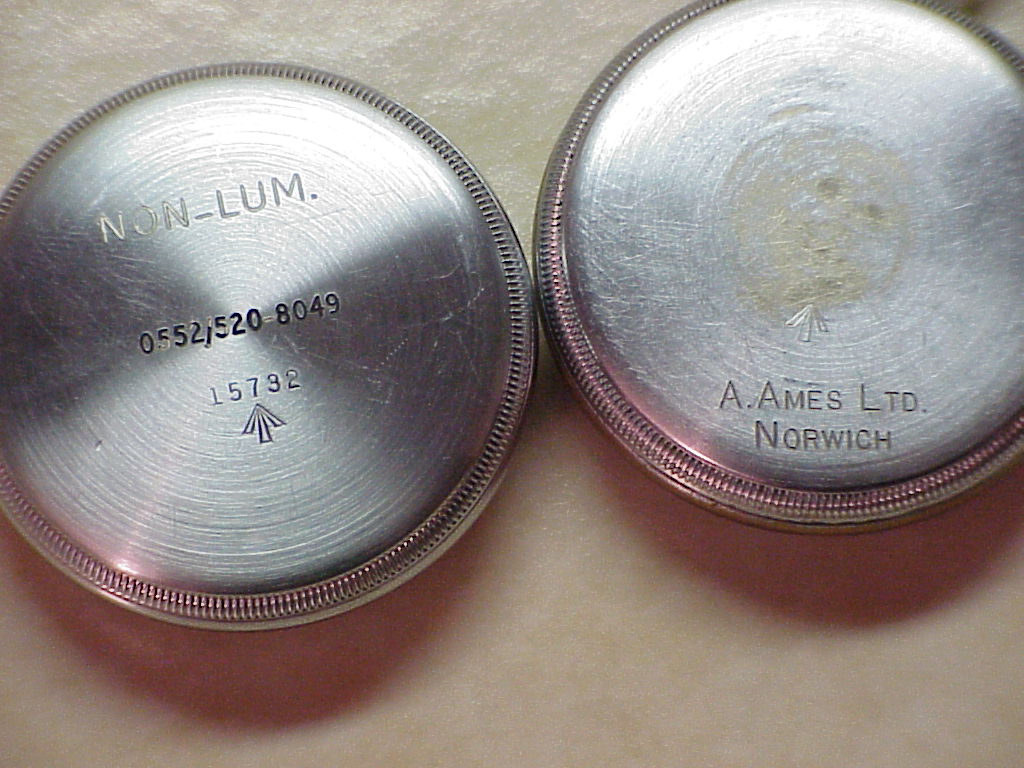 NON-LUM.
0552/520-8049
15732
A. AMES LTD.
NORWICH